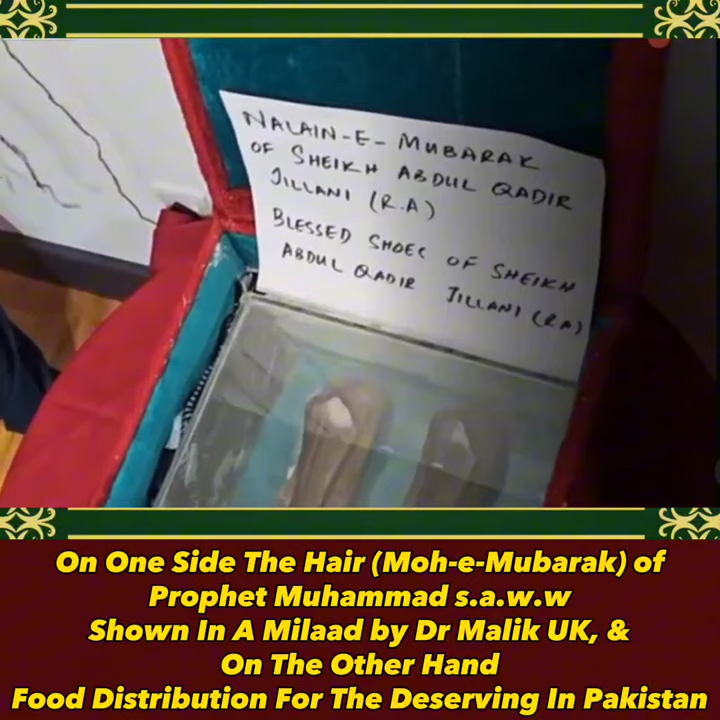 NALAIN-E-MUBARAK
OF SHEIKH ABDUL QADIR
JILLANI (R.A)
BLESSED SHOES OF SHEIKH
ABDUL QADIR JILLANI (RA)
On One Side The Hair (Moh-e-Mubarak) of
Prophet Muhammad s.a.w.w
Shown In A Milaad by Dr Malik UK, &
On The Other Hand
Food Distribution For The Deserving In Pakistan